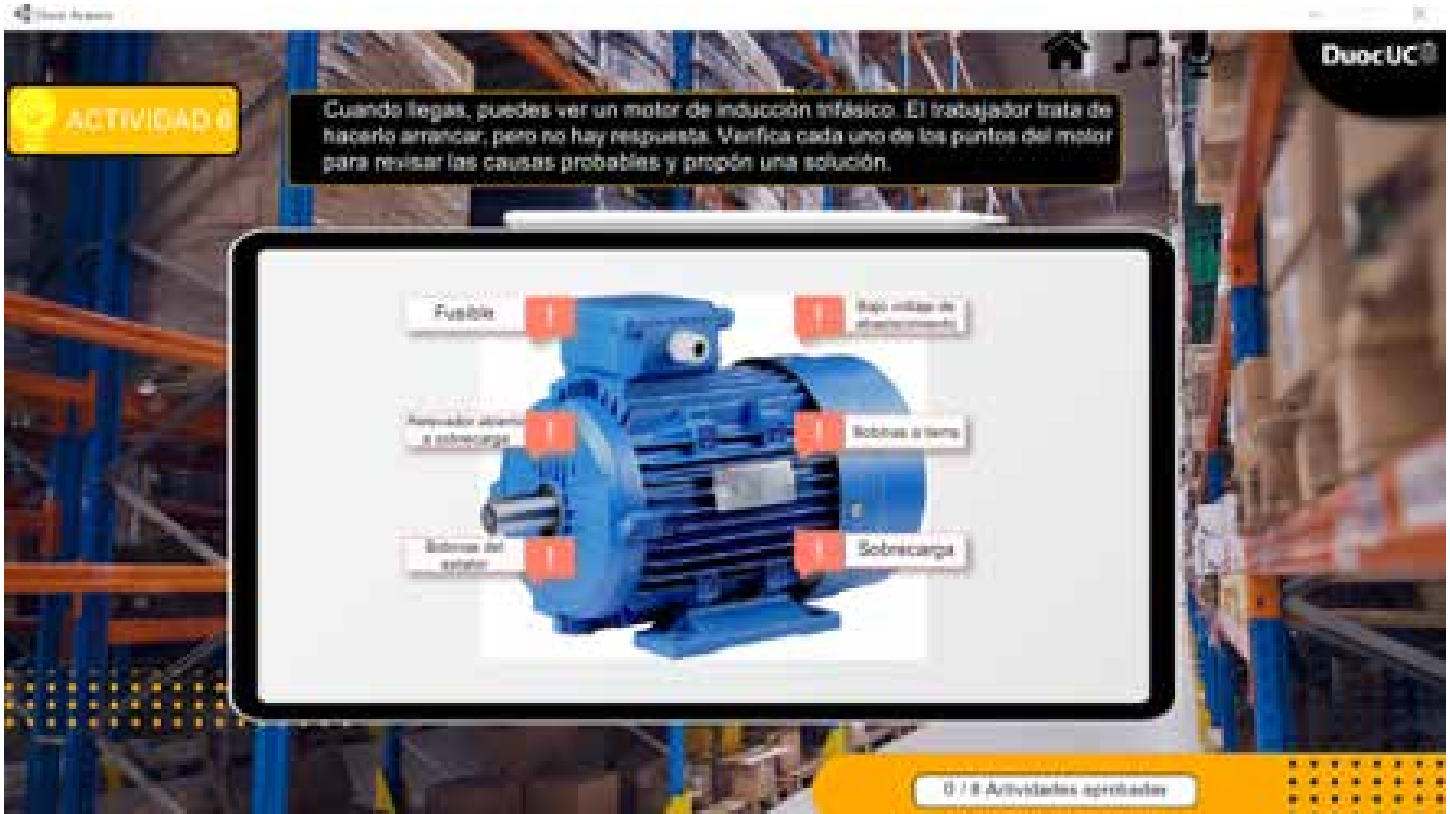 DuocUC
ACTIVIDAD 6
Cuando llegas, puedes ver un motor de inducción trifásico. El trabajador trata de
hacerlo arrancar, pero no hay respuesta. Verifica cada uno de los puntos del motor
para revisar las causas probables y propón una solución.
Fusible
Bajo voltaje de
abastecimiento
a sobrecarga
Bobinas a tierra
Bobinas del
estator
Sobrecarga
Actividades aprobadas